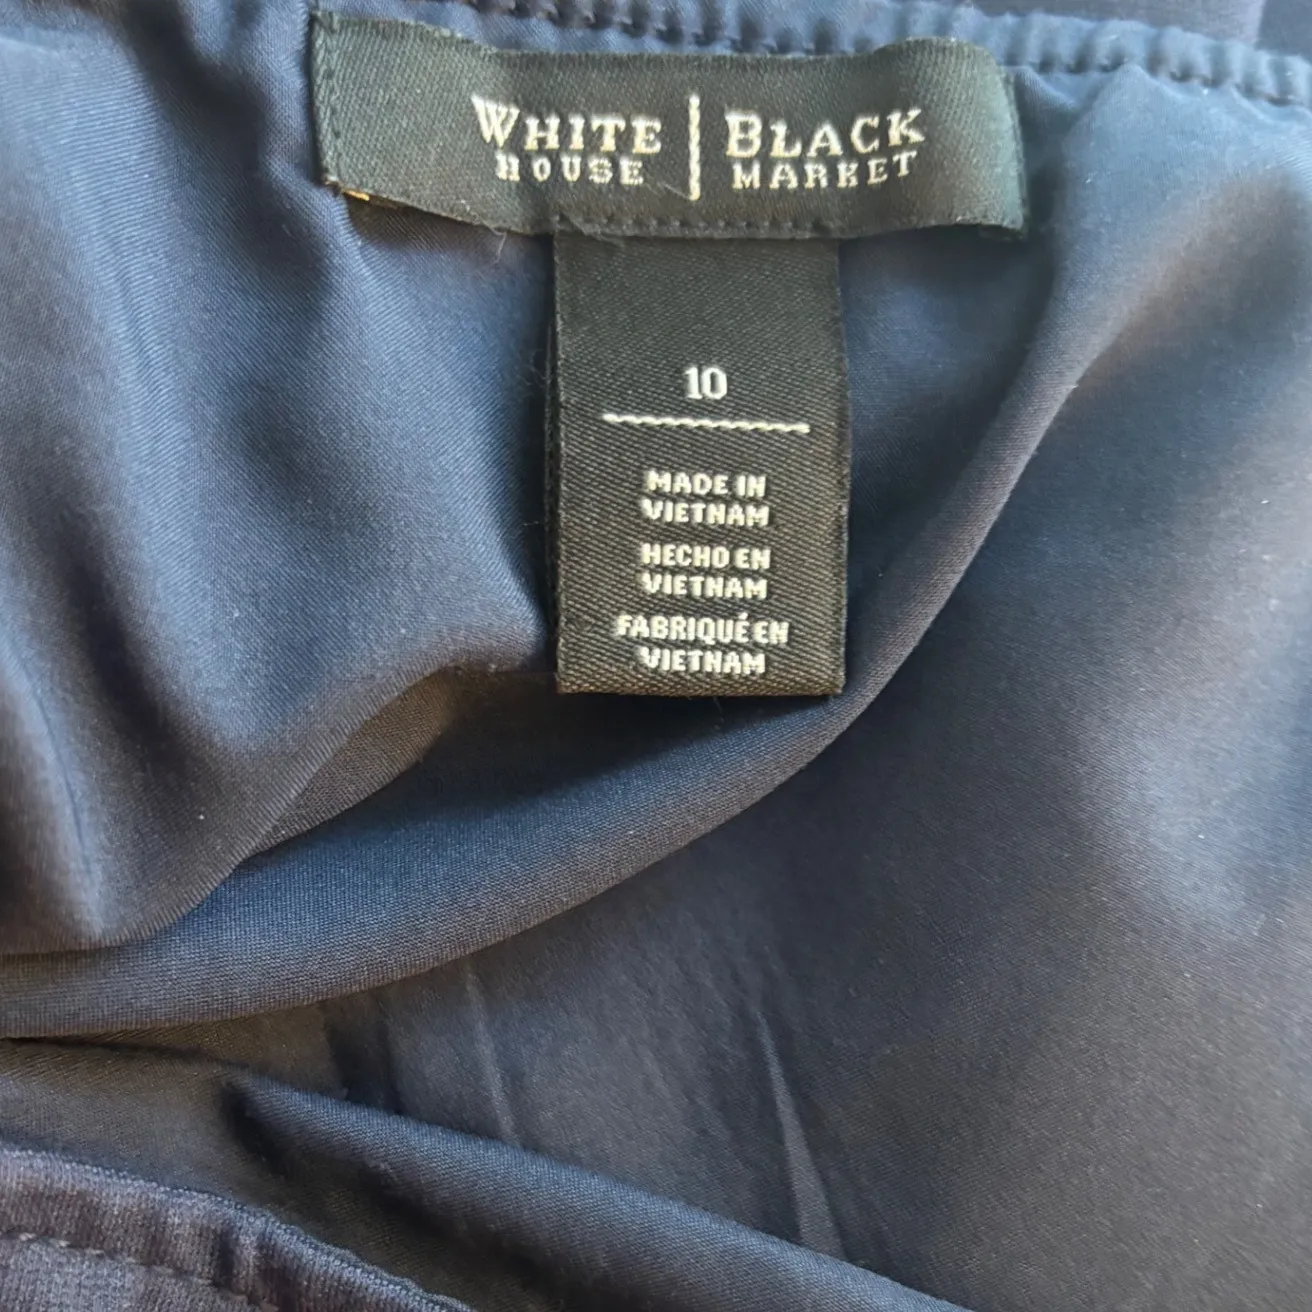 WHITE | BLACK
HOUSE | MARKET
10
MADE IN
VIETNAM
HECHO EN
VIETNAM
FABRIQUÉ EN
VIETNAM